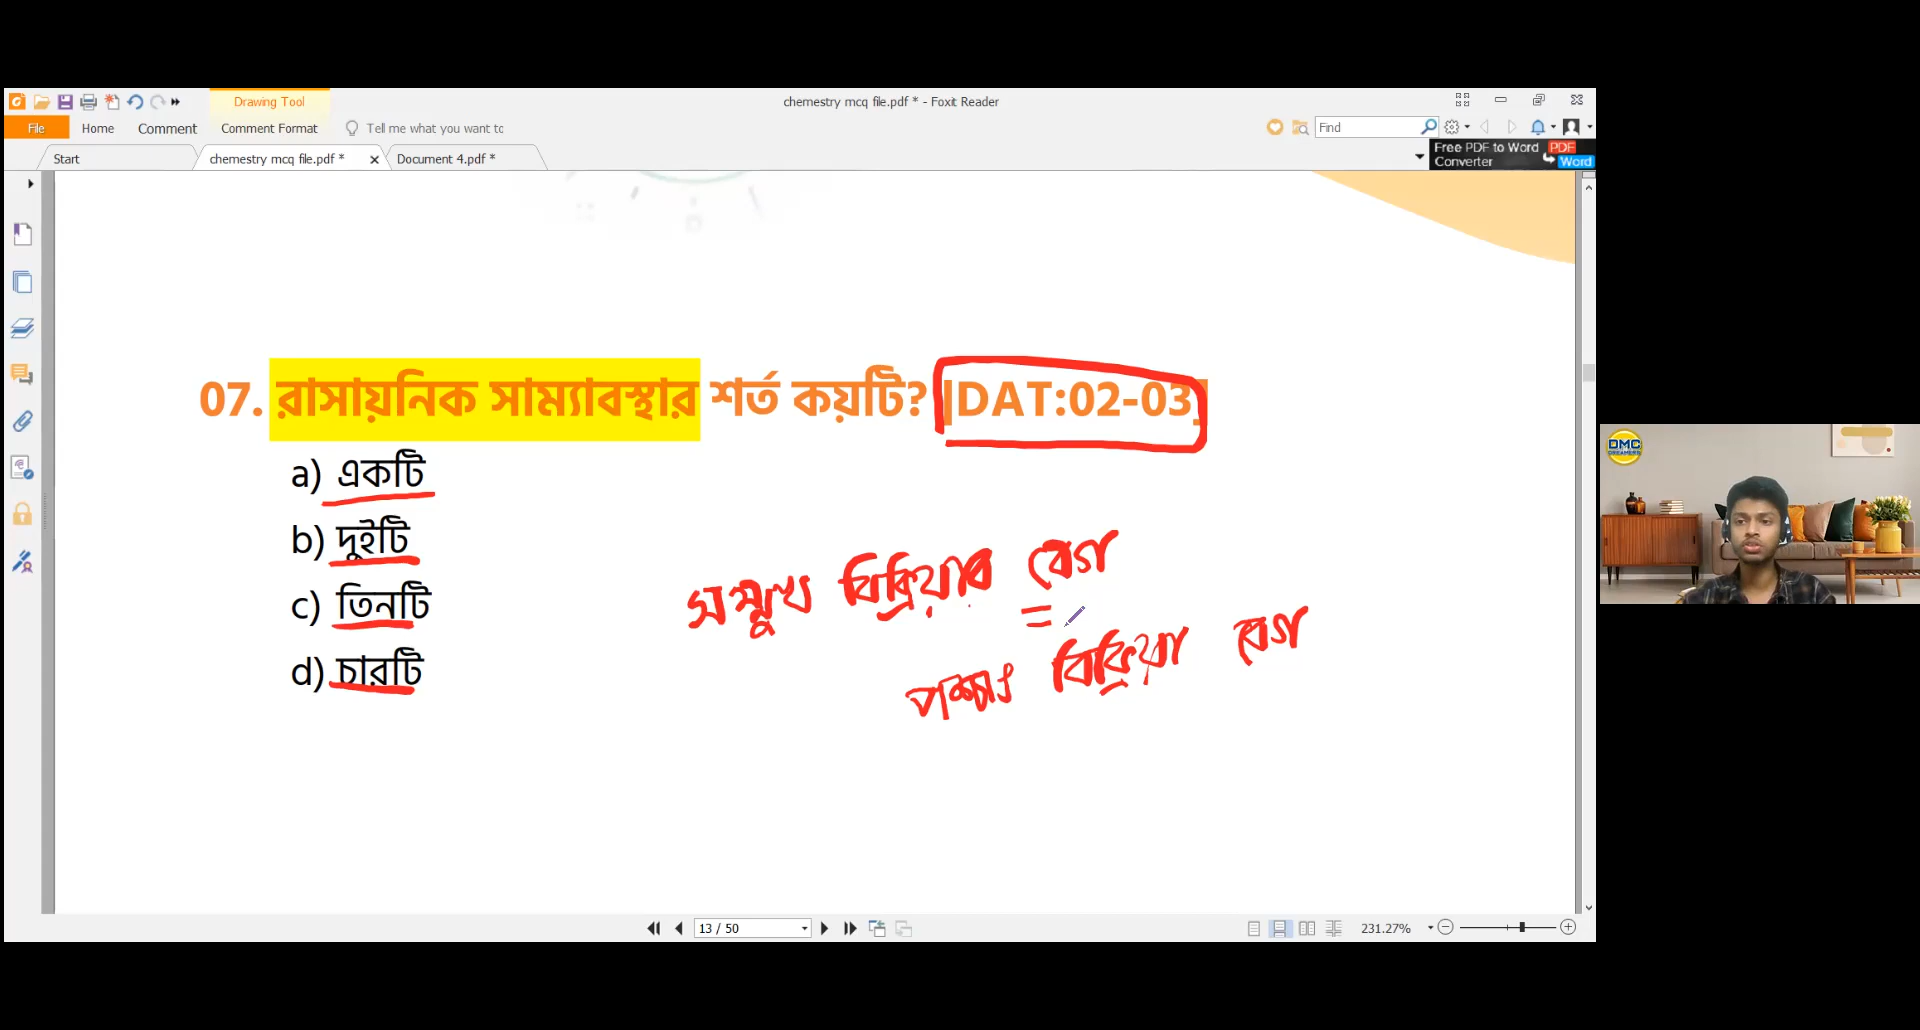 Drawing Tool
chemestry mcq file.pdf * - Foxit Reader
File Home Comment Comment Format Tell me what you want to
Find
Start chemestry mcq file.pdf * Document 4.pdf *
Free PDF to Word Converter PDF Word
07. রাসায়নিক সাম্যাবস্থার শর্ত কয়টি? [DAT:02-03]
a) একটি
b) দুইটি
c) তিনটি
d) চারটি
সম্মুখ বিক্রিয়ার বেগ
=
বিক্রিয়া বেগ
DMC
DREAMERS
13 / 50
231.27%